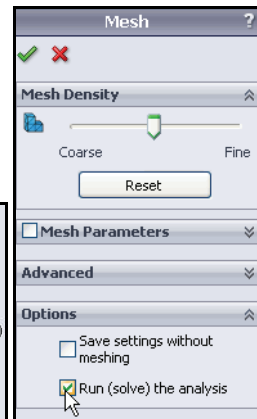 Mesh ?
Mesh Density
Coarse Fine
Reset
Mesh Parameters
Advanced
Options
Save settings without
meshing
Run (solve) the analysis
)